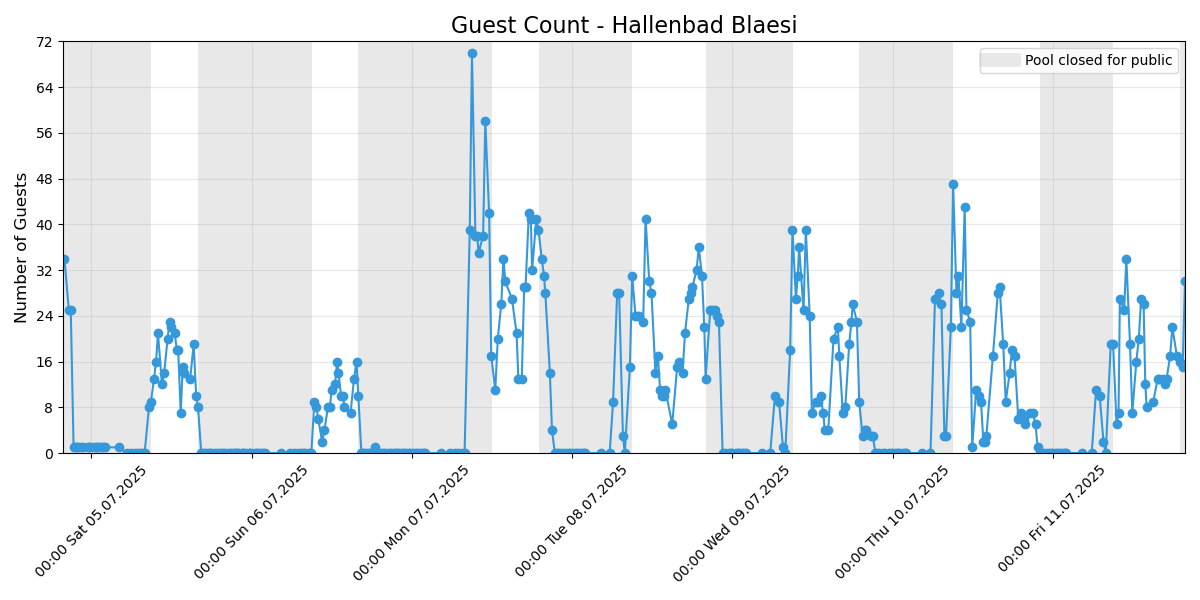 Guest Count - Hallenbad Blaesi
Pool closed for public
Number of Guests
72
64
56
48
40
32
24
16
8
0
00:00 Sat 05.07.2025
00:00 Sun 06.07.2025
00:00 Mon 07.07.2025
00:00 Tue 08.07.2025
00:00 Wed 09.07.2025
00:00 Thu 10.07.2025
00:00 Fri 11.07.2025